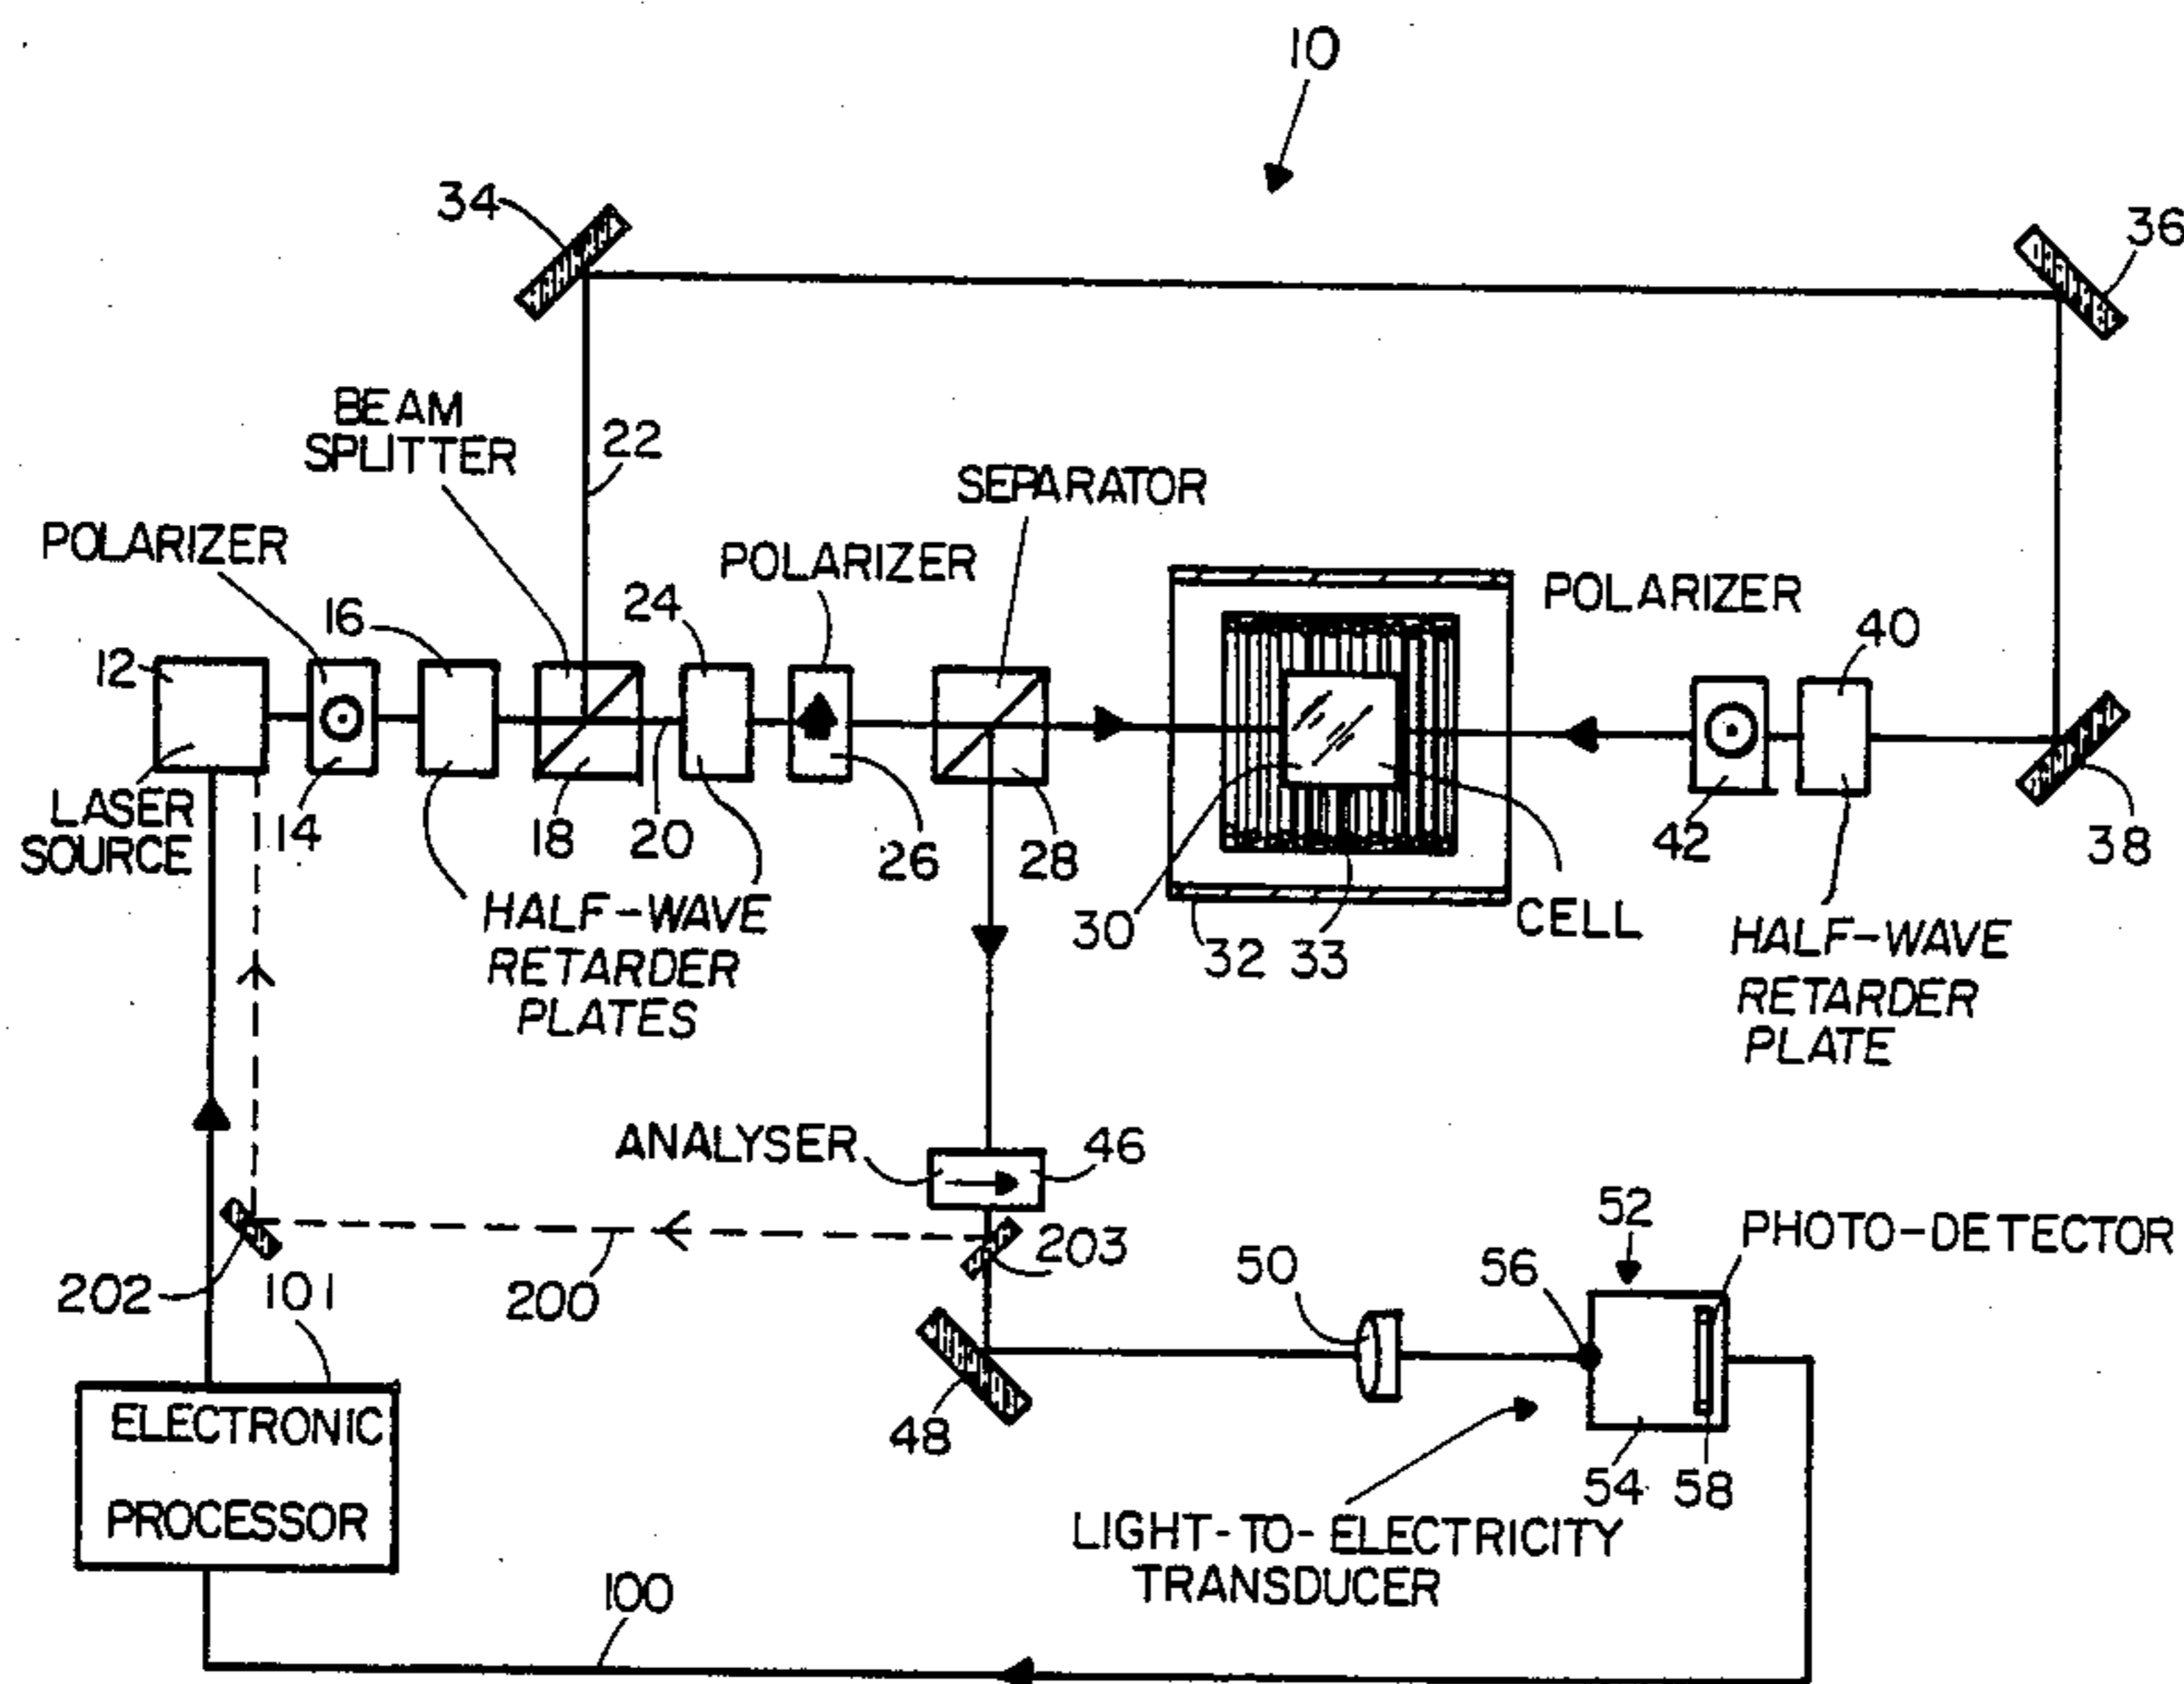 10
34
36
BEAM
SPLITTER
22
SEPARATOR
POLARIZER
POLARIZER
POLARIZER
24
16
40
12
LASER
SOURCE
14
18
20
26
28
42
38
HALF-WAVE
RETARDER
PLATES
30
32
33
CELL
HALF-WAVE
RETARDER
PLATE
ANALYSER
46
52
PHOTO-DETECTOR
203
50
56
202
101
200
48
54
58
ELECTRONIC
PROCESSOR
LIGHT-TO-ELECTRICITY
TRANSDUCER
100